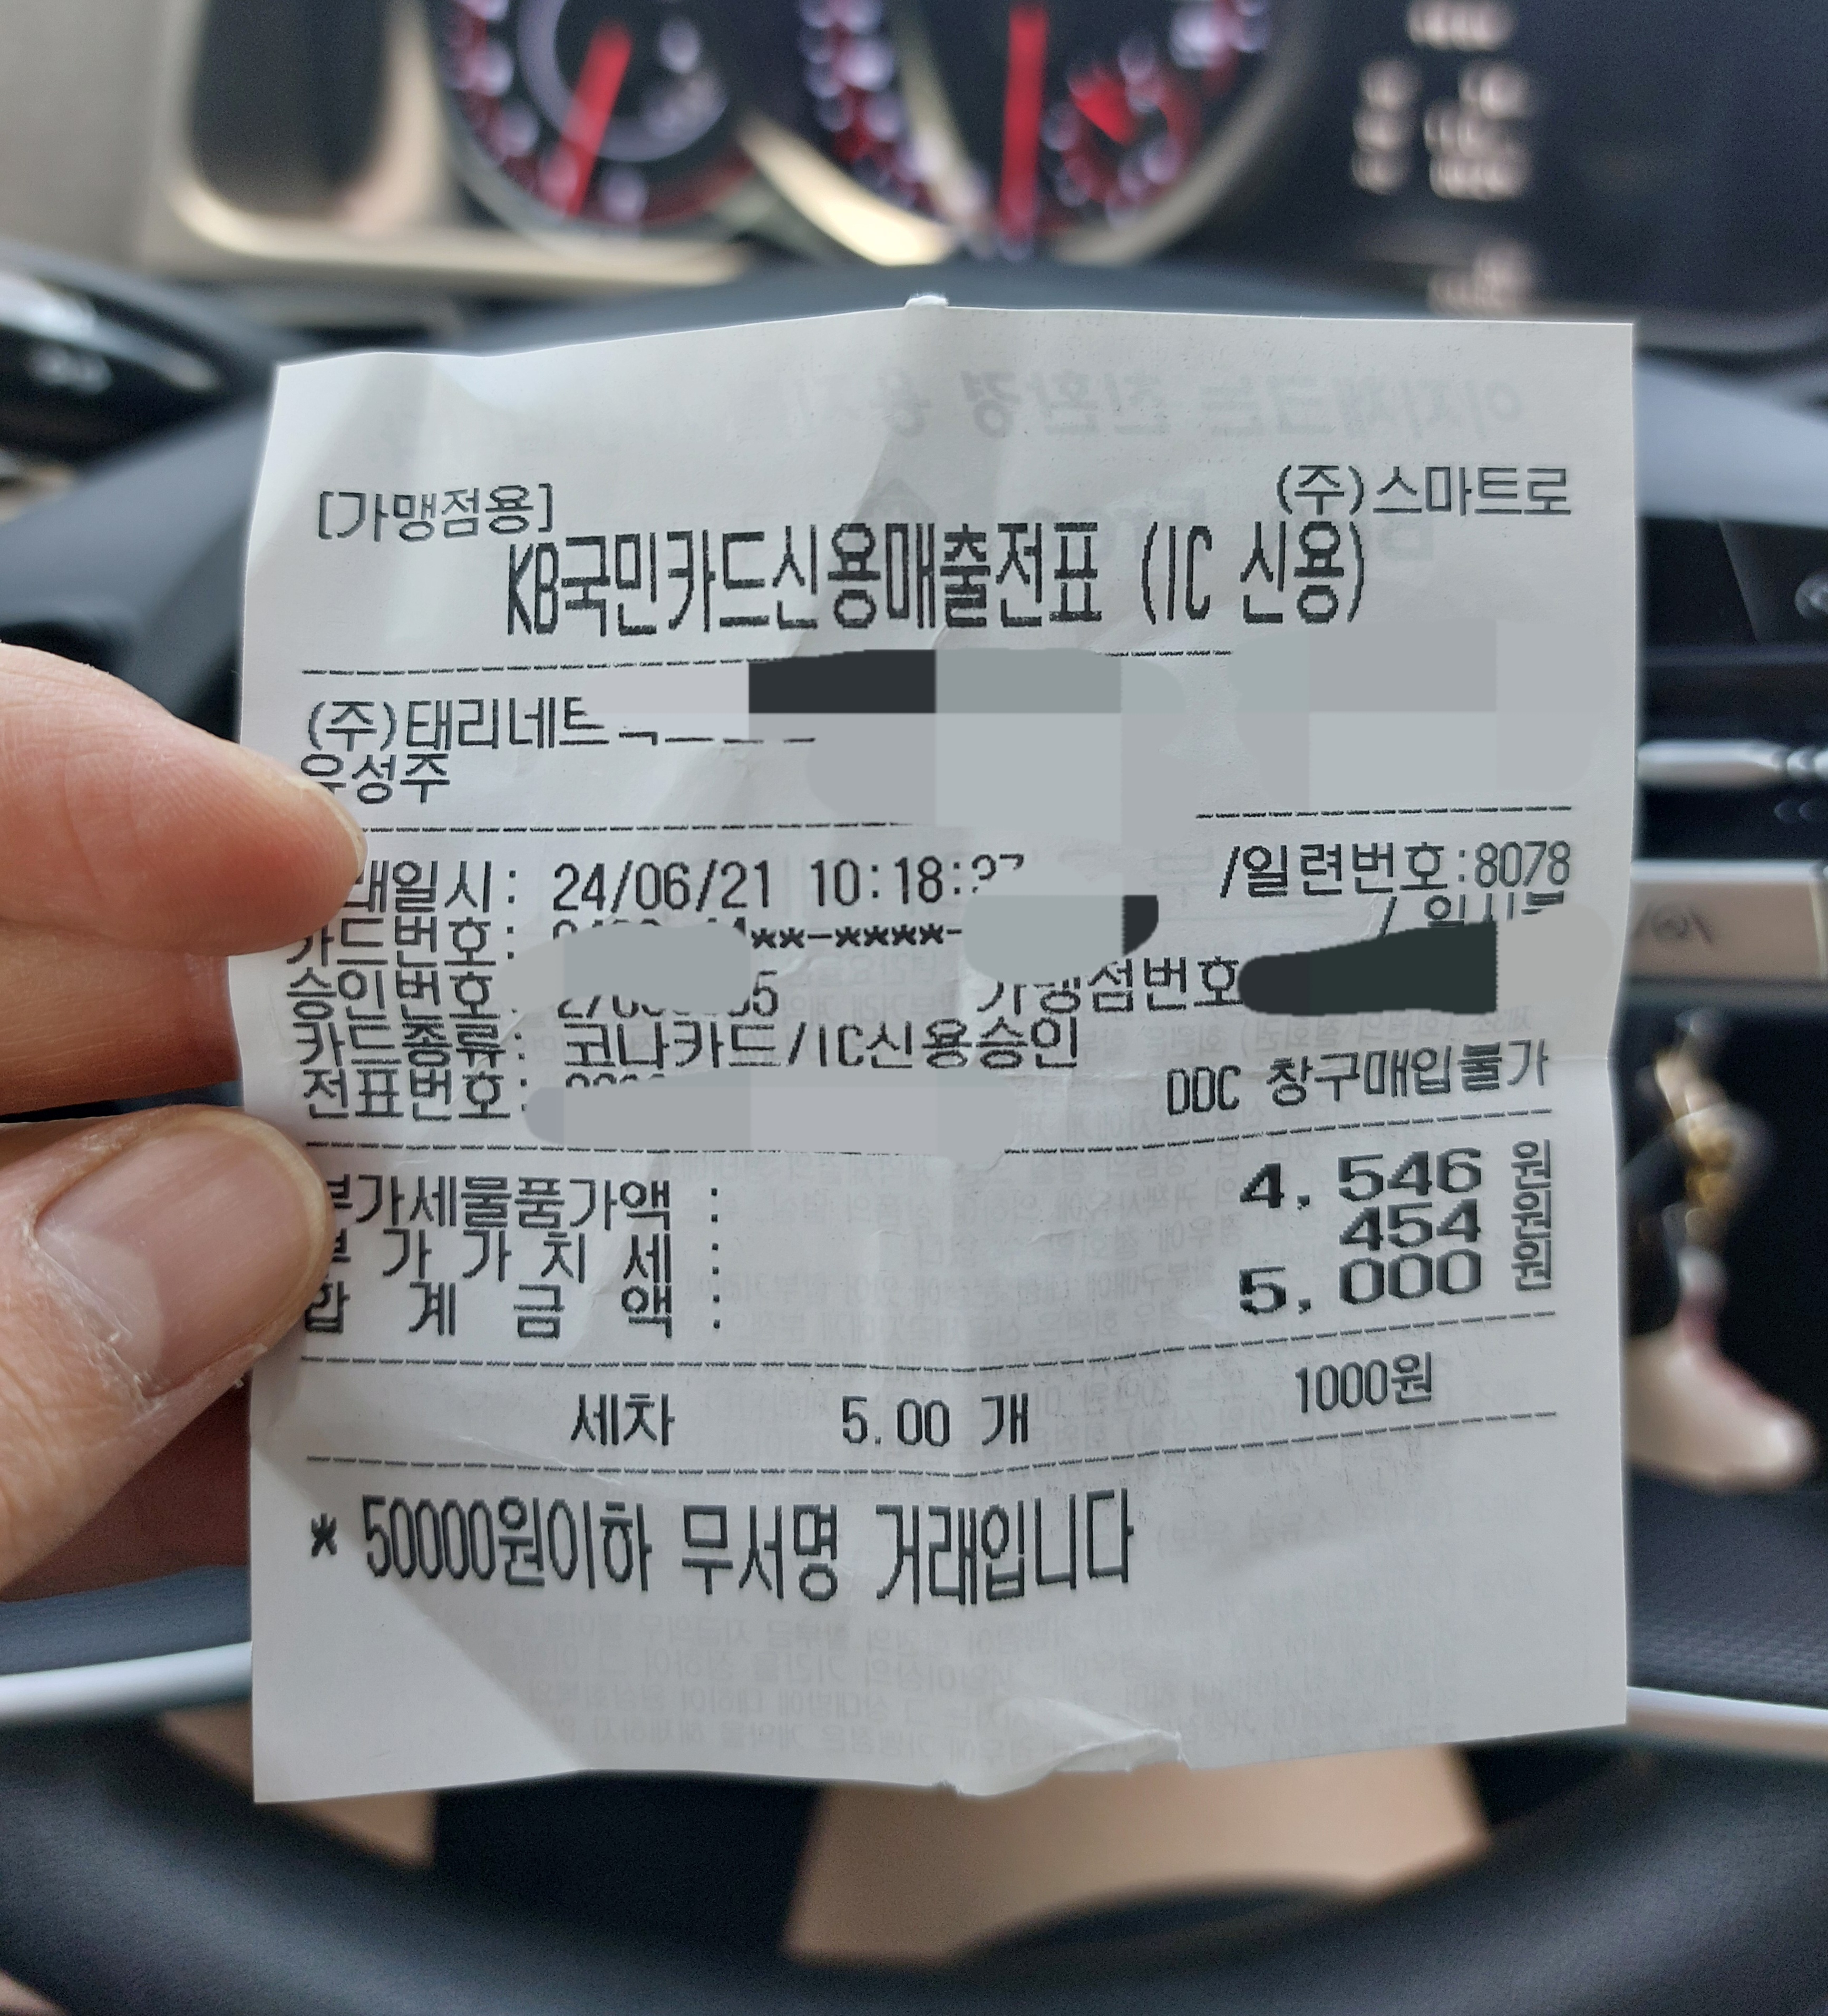 [가맹점용] (주)스마트로
KB국민카드신용매출전표 (IC 신용)
(주)태리네트
유성주
래일시: 24/06/21 10:18: /일련번호:8078
카드번호: **-****-
승인번호 가맹점번호
카드종류: 코나카드/IC신용승인
전표번호: DDC 창구매입불가
부가세물품가액 : 4,546 원
부 가 가 치 세 : 454 원
합 계 금 액 : 5,000 원
세차 5.00 개 1000원
* 50000원이하 무서명 거래입니다